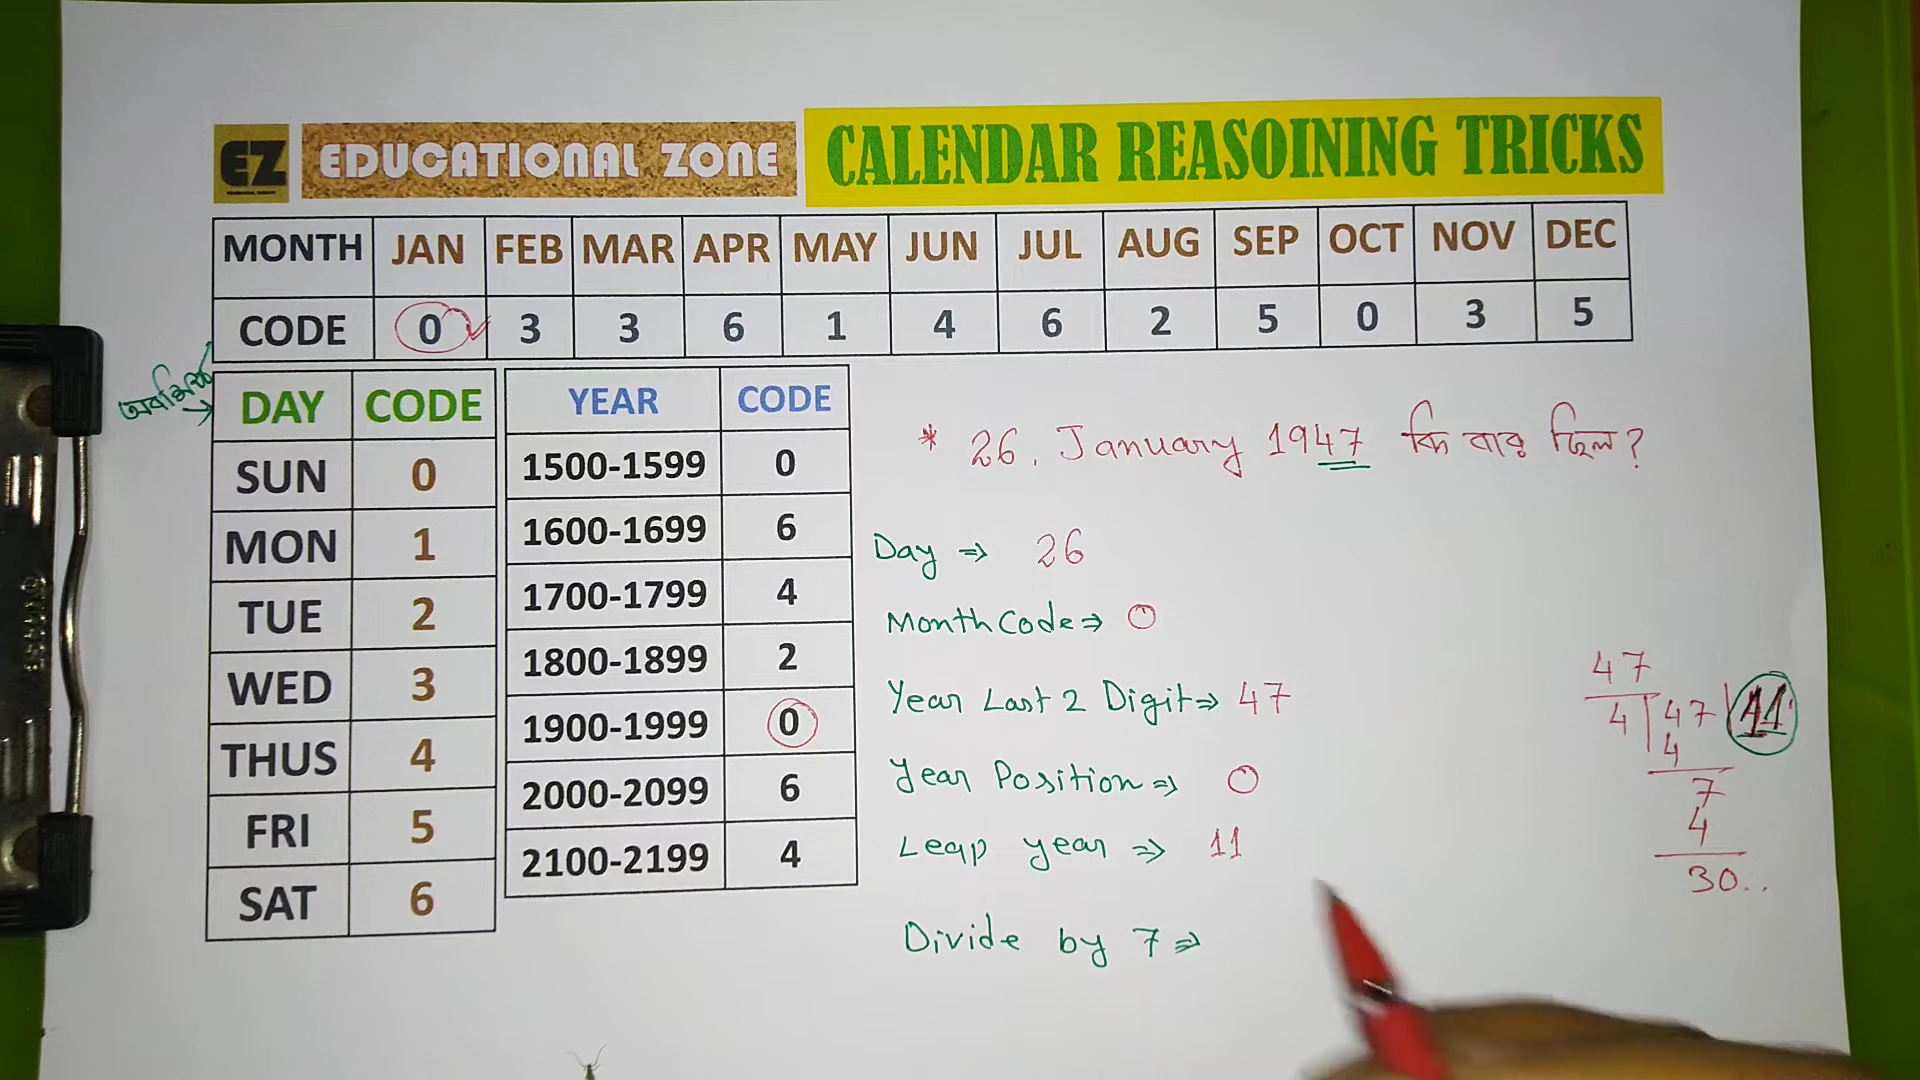 EZ EDUCATIONAL ZONE CALENDAR REASOINING TRICKS
MONTH JAN FEB MAR APR MAY JUN JUL AUG SEP OCT NOV DEC
CODE 0 3 3 6 1 4 6 2 5 0 3 5
DAY CODE
SUN 0
MON 1
TUE 2
WED 3
THUS 4
FRI 5
SAT 6
YEAR CODE
1500-1599 0
1600-1699 6
1700-1799 4
1800-1899 2
1900-1999 0
2000-2099 6
2100-2199 4
* 26. January 1947 কি বার ছিল?
Day ⇒ 26
Month Code ⇒ 0
Year Last 2 Digit ⇒ 47
Year Position ⇒ 0
Leap year ⇒ 11
Divide by 7 ⇒
47
4 47 11
4
7
4
30..